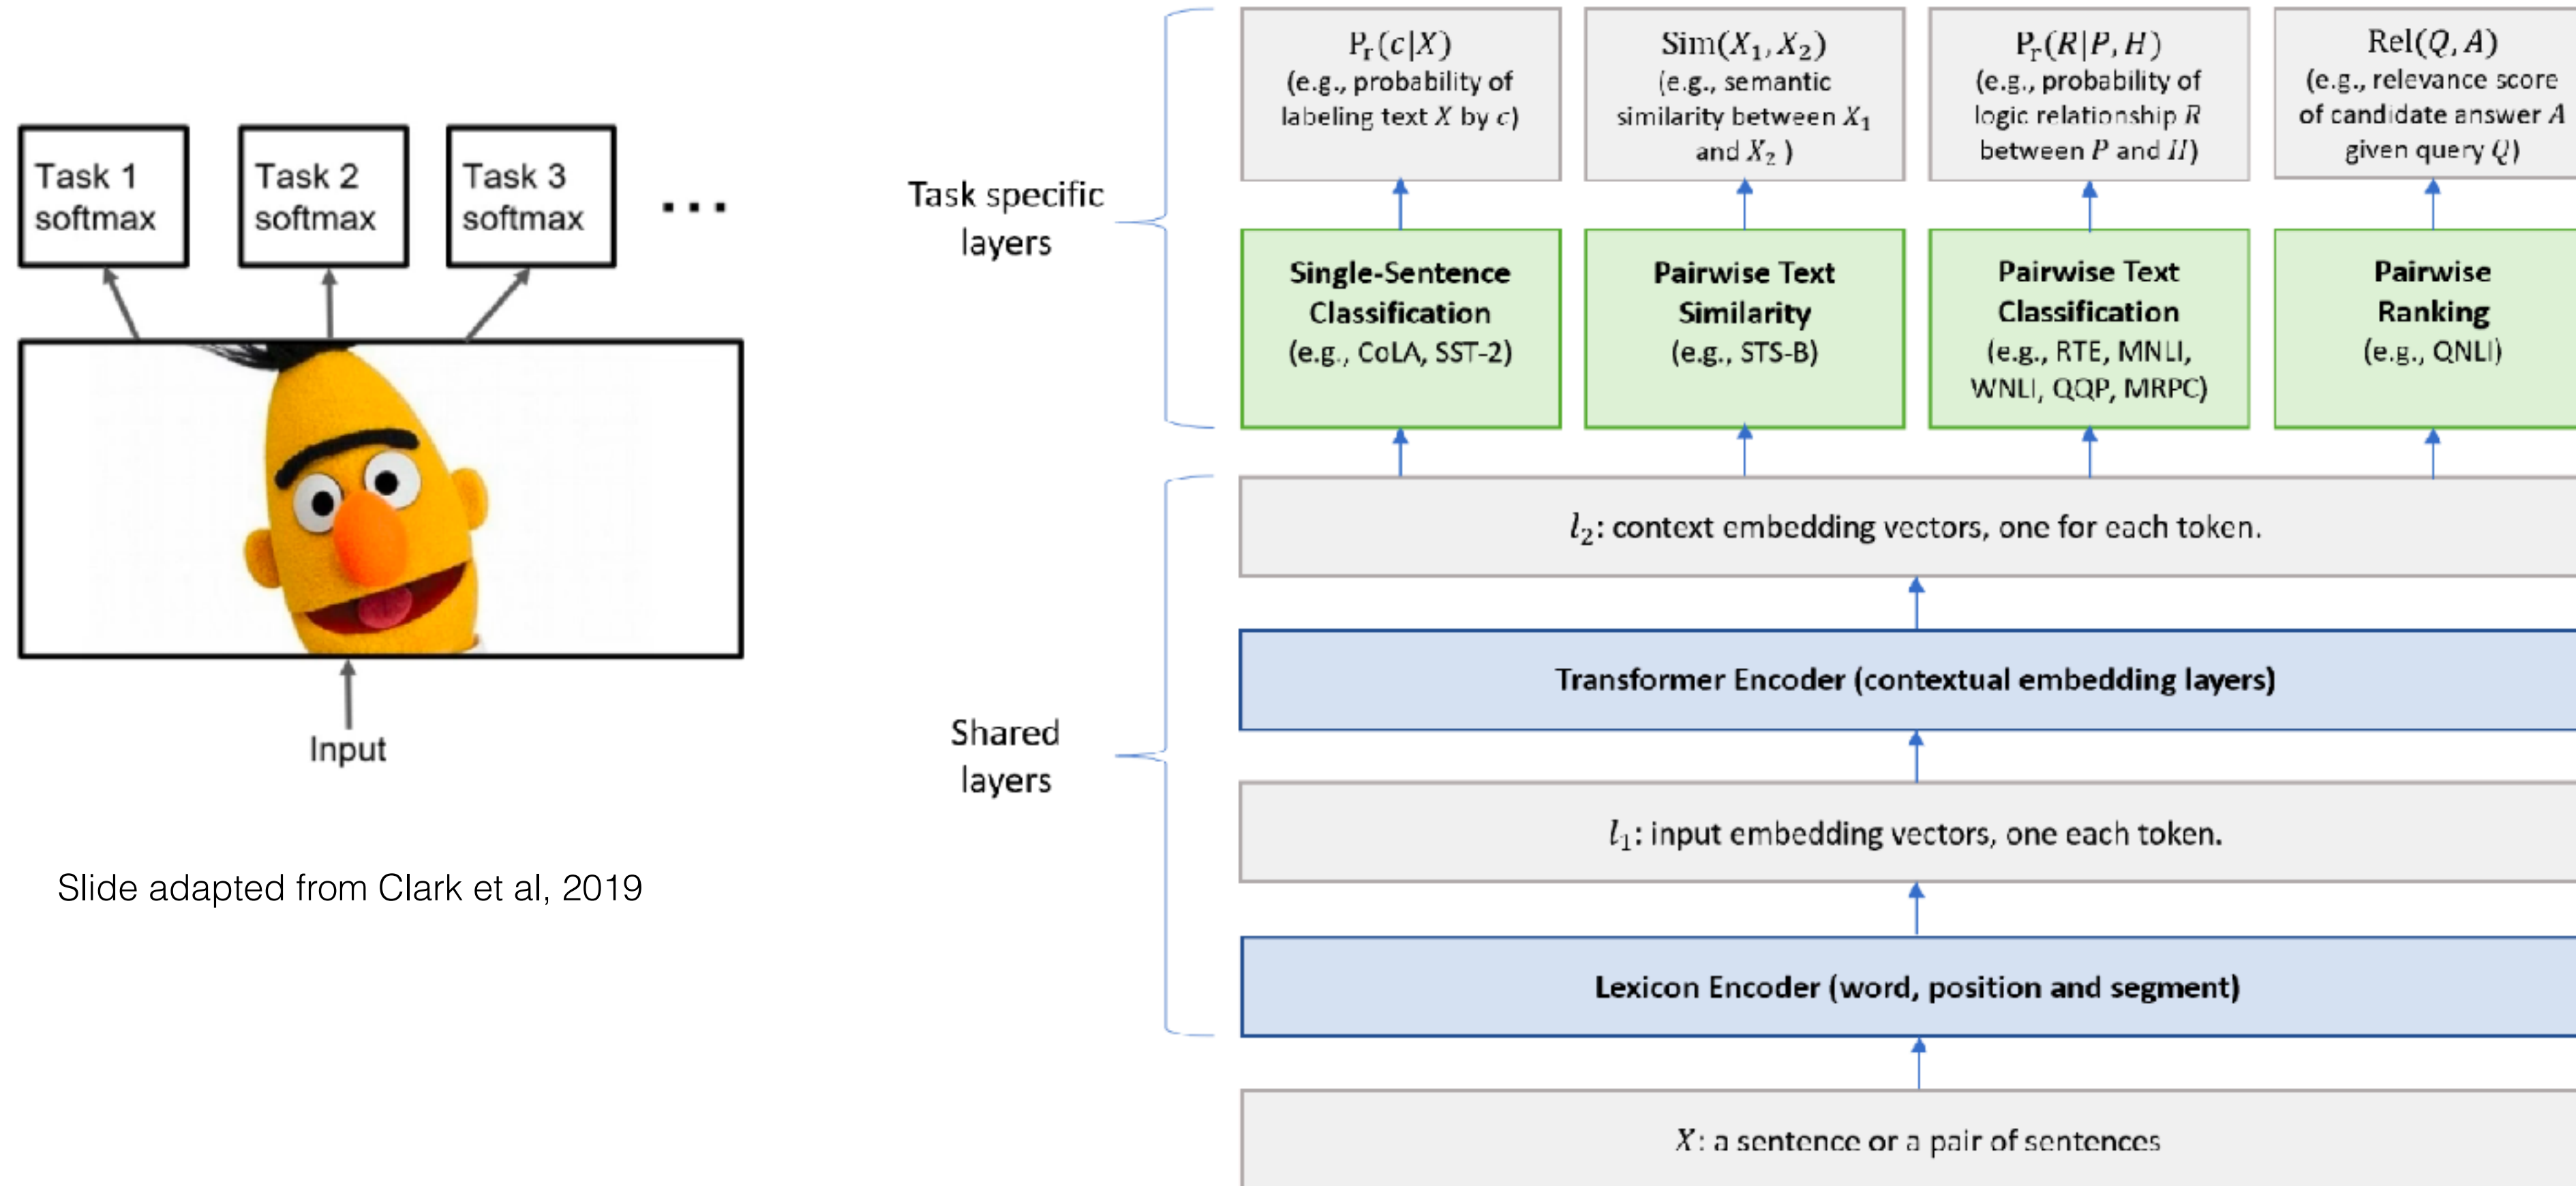 Task 1
softmax
Task 2
softmax
Task 3
softmax
...
Input
Slide adapted from Clark et al, 2019
Task specific
layers
Shared
layers
Pr(c|X)
(e.g., probability of
labeling text X by c)
Sim(X₁, X₂)
(e.g., semantic
similarity between X₁
and X₂ )
Pr(R|P, H)
(e.g., probability of
logic relationship R
between P and H)
Rel(Q, A)
(e.g., relevance score
of candidate answer A
given query Q)
Single-Sentence
Classification
(e.g., CoLA, SST-2)
Pairwise Text
Similarity
(e.g., STS-B)
Pairwise Text
Classification
(e.g., RTE, MNLI,
WNLI, QQP, MRPC)
Pairwise
Ranking
(e.g., QNLI)
l₂: context embedding vectors, one for each token.
Transformer Encoder (contextual embedding layers)
l₁: input embedding vectors, one each token.
Lexicon Encoder (word, position and segment)
X: a sentence or a pair of sentences